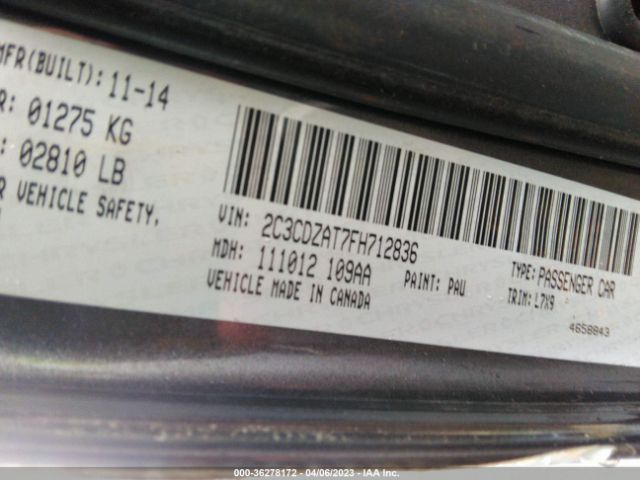 MFR(BUILT): 11-14
R: 01275 KG
: 02810 LB
R VEHICLE SAFETY,
VIN: 2C3CDZAT7FH712836
MDH: 111012 109AA PAINT: PAU
VEHICLE MADE IN CANADA
TYPE: PASSENGER CAR
TRIM: L7X9
4658843
000-36278172 - 04/06/2023 - IAA Inc.